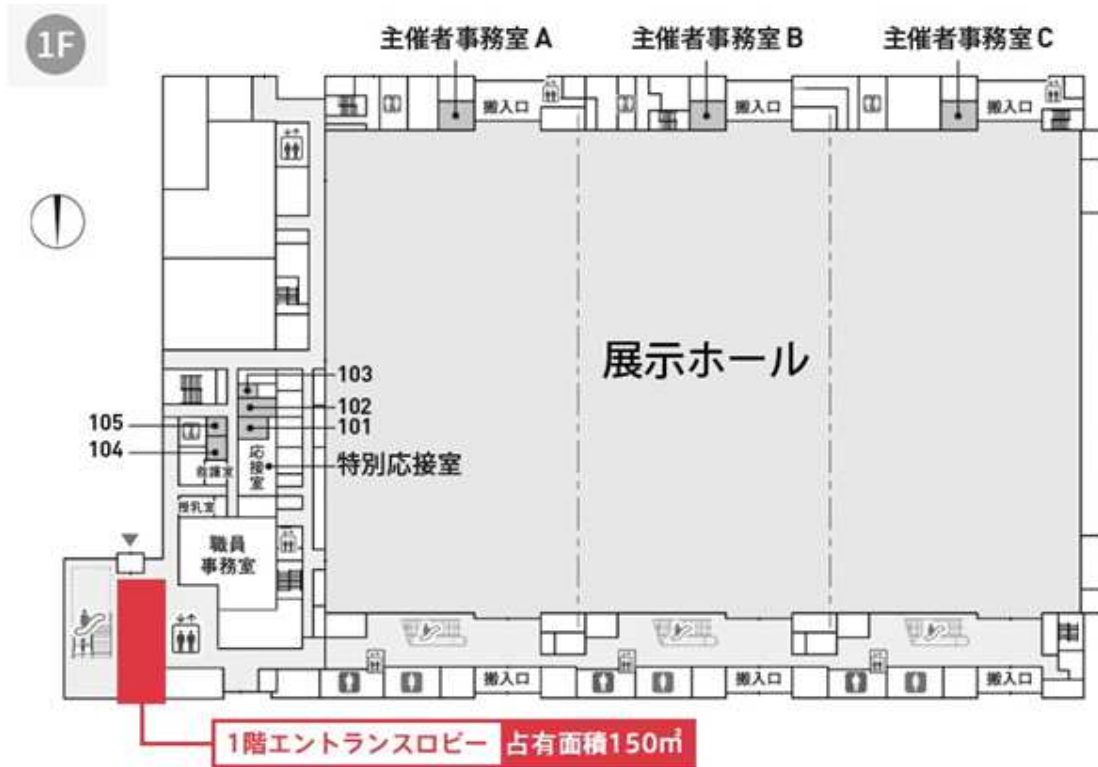 1F
主催者事務室 A
主催者事務室 B
主催者事務室 C
搬入口
搬入口
搬入口
展示ホール
103
102
101
105
104
応接室
特別応接室
救護室
授乳室
職員
事務室
搬入口
搬入口
搬入口
1階エントランスロビー 占有面積150㎡